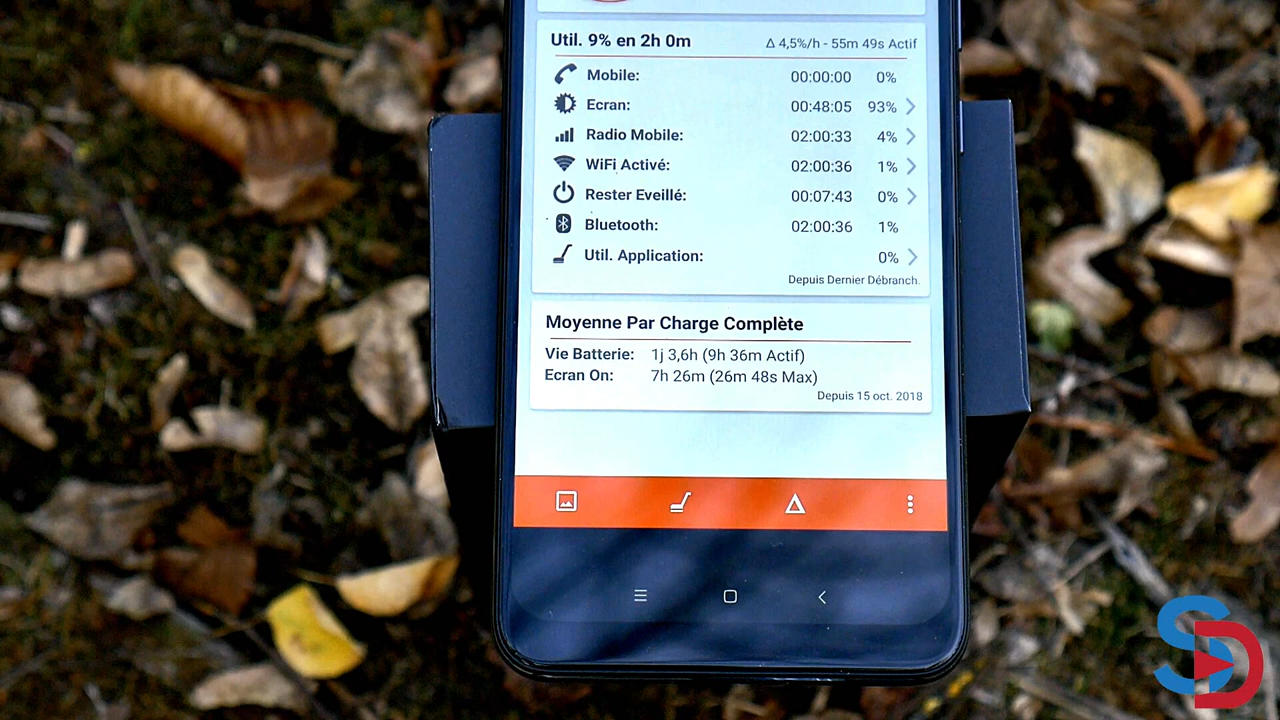 Util. 9% en 2h 0m Δ 4,5%/h - 55m 49s Actif
Mobile: 00:00:00 0%
Ecran: 00:48:05 93%
Radio Mobile: 02:00:33 4%
WiFi Activé: 02:00:36 1%
Rester Eveillé: 00:07:43 0%
Bluetooth: 02:00:36 1%
Util. Application: 0%
Depuis Dernier Débranch.
Moyenne Par Charge Complète
Vie Batterie: 1j 3,6h (9h 36m Actif)
Ecran On: 7h 26m (26m 48s Max)
Depuis 15 oct. 2018
SD